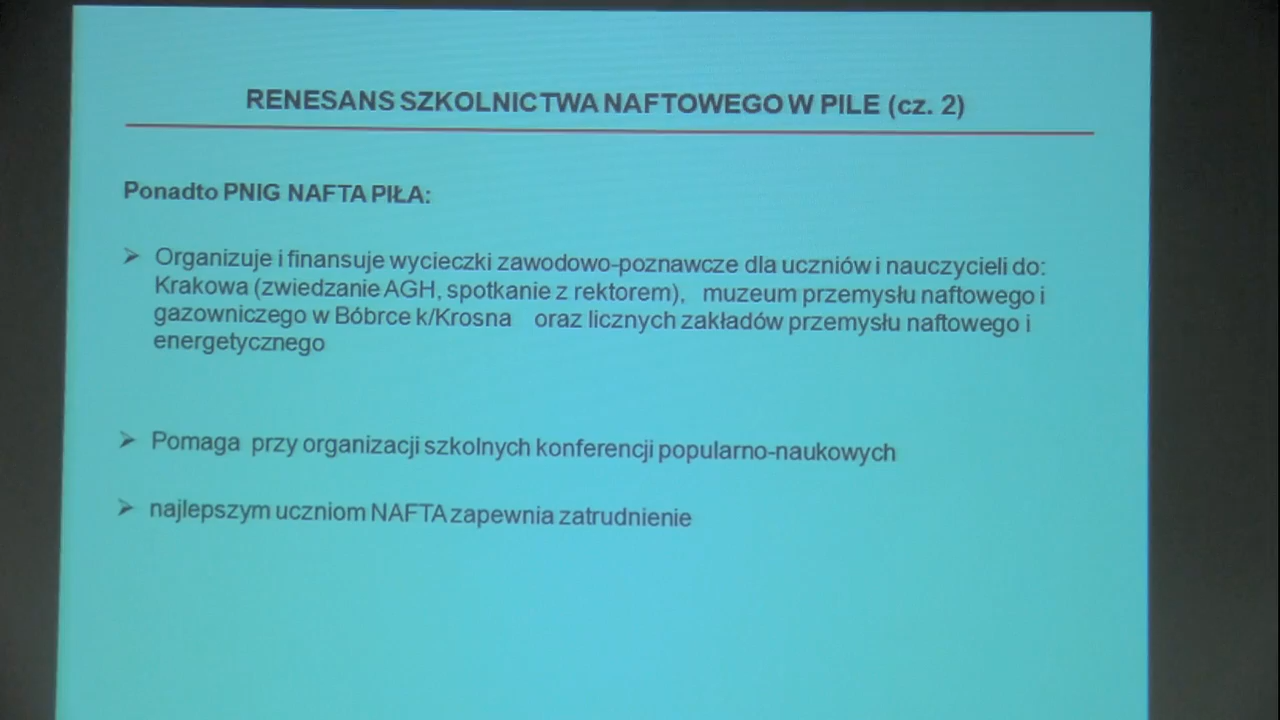 RENESANS SZKOLNICTWA NAFTOWEGO W PILE (cz. 2)
Ponadto PNIG NAFTA PIŁA:
➢ Organizuje i finansuje wycieczki zawodowo-poznawcze dla uczniów i nauczycieli do:
Krakowa (zwiedzanie AGH, spotkanie z rektorem), muzeum przemysłu naftowego i
gazowniczego w Bóbrce k/Krosna oraz licznych zakładów przemysłu naftowego i
energetycznego
➢ Pomaga przy organizacji szkolnych konferencji popularno-naukowych
➢ najlepszym uczniom NAFTA zapewnia zatrudnienie